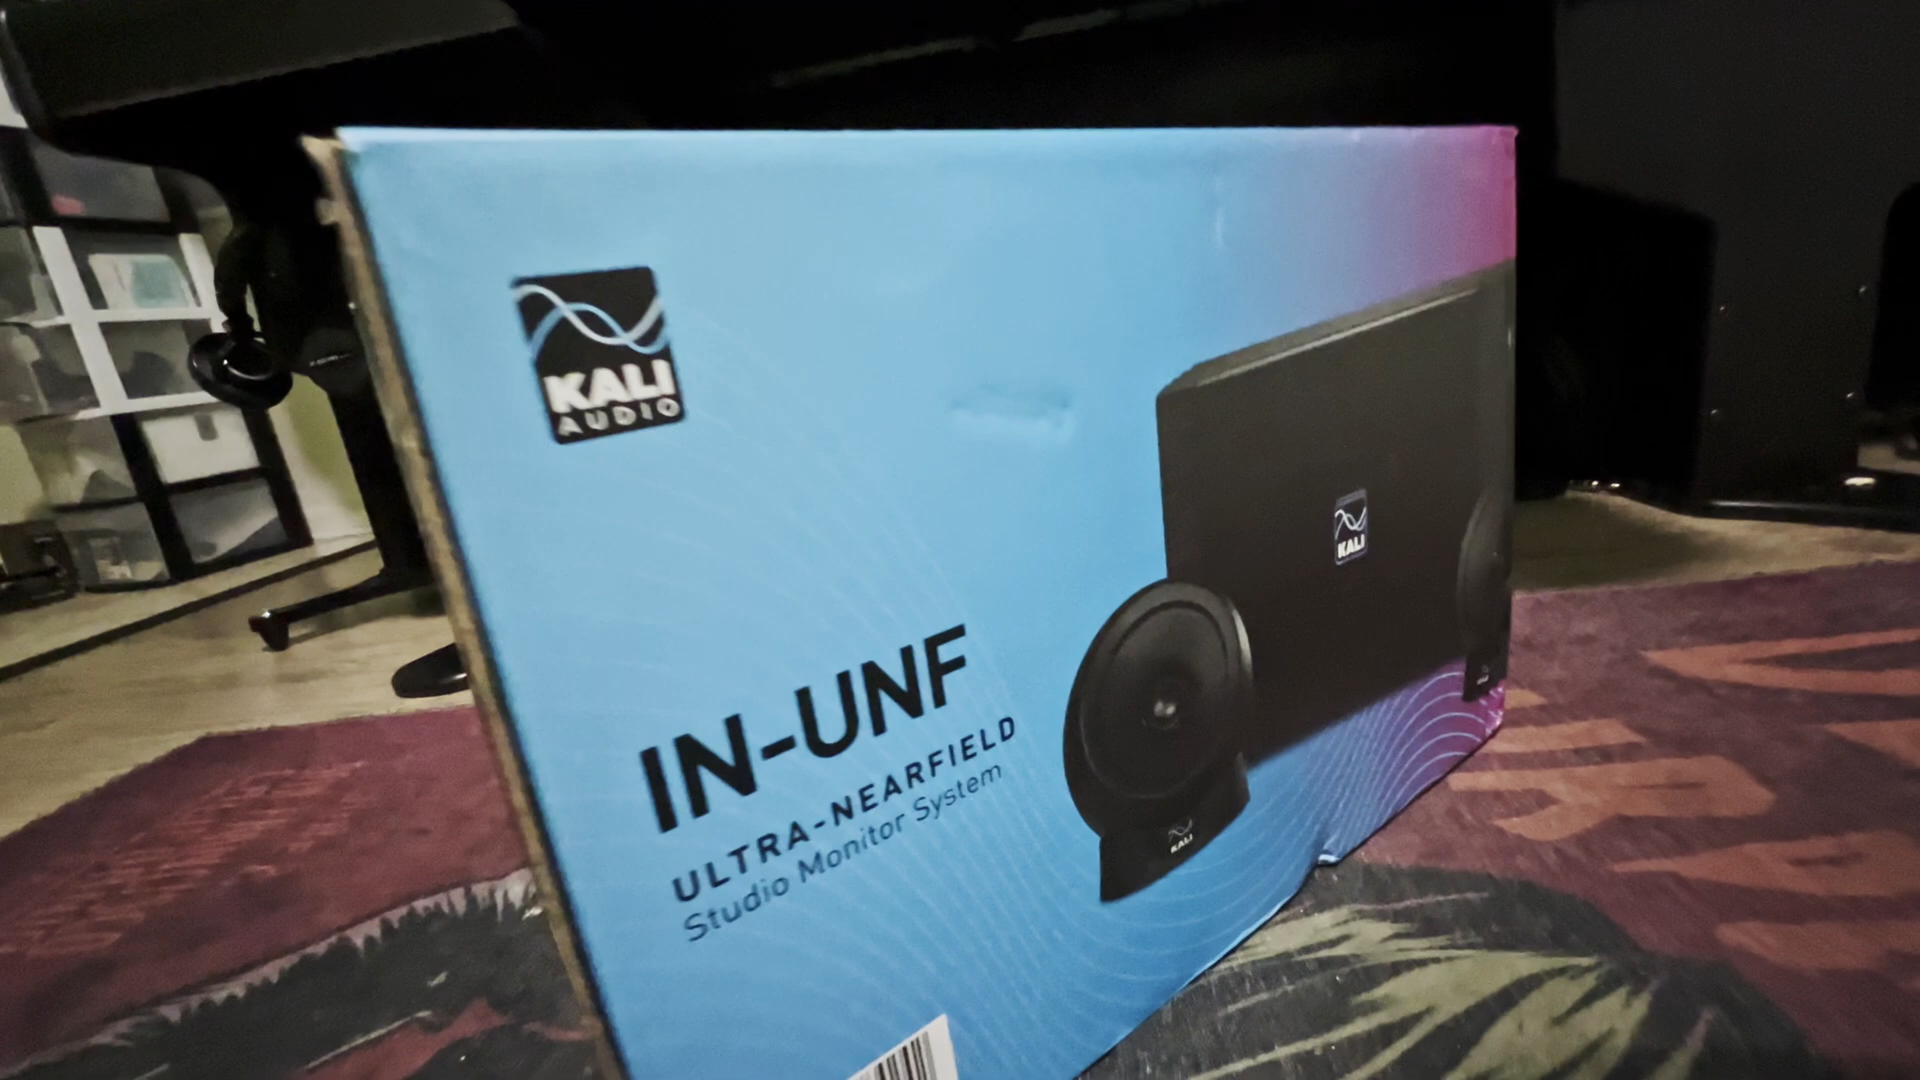 KALI
AUDIO
KALI
IN-UNF
ULTRA-NEARFIELD
Studio Monitor System
KALI